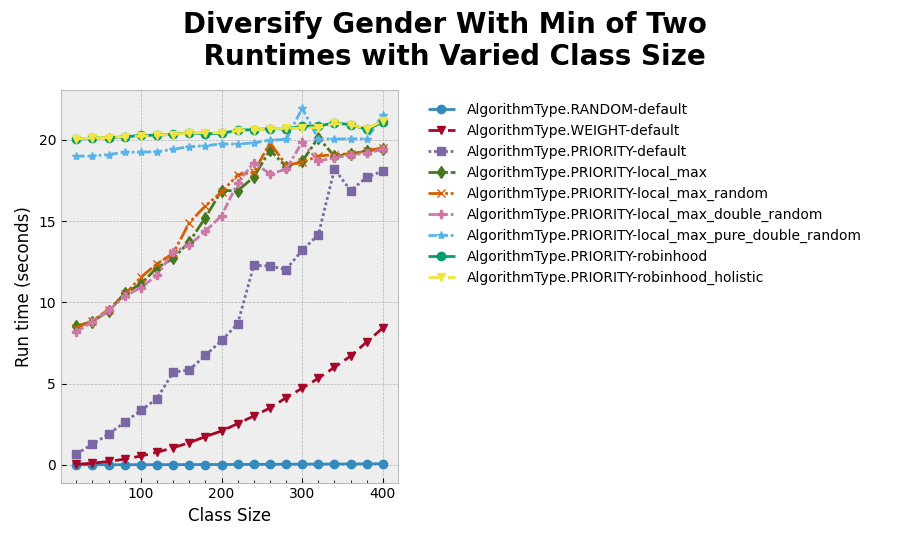 Diversify Gender With Min of Two
Runtimes with Varied Class Size
Run time (seconds)
20
15
10
5
0
100
200
300
400
Class Size
AlgorithmType.RANDOM-default
AlgorithmType.WEIGHT-default
AlgorithmType.PRIORITY-default
AlgorithmType.PRIORITY-local_max
AlgorithmType.PRIORITY-local_max_random
AlgorithmType.PRIORITY-local_max_double_random
AlgorithmType.PRIORITY-local_max_pure_double_random
AlgorithmType.PRIORITY-robinhood
AlgorithmType.PRIORITY-robinhood_holistic